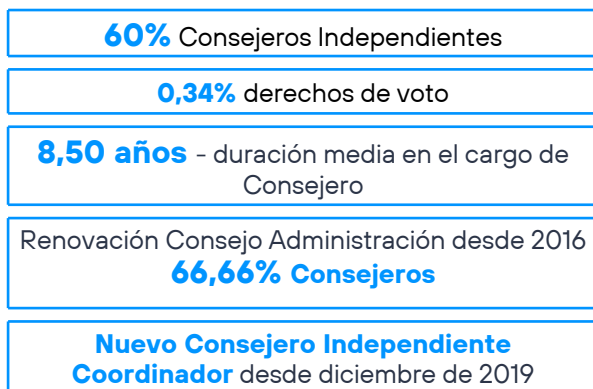 60% Consejeros Independientes
0,34% derechos de voto
8,50 años - duración media en el cargo de
Consejero
Renovación Consejo Administración desde 2016
66,66% Consejeros
Nuevo Consejero Independiente
Coordinador desde diciembre de 2019